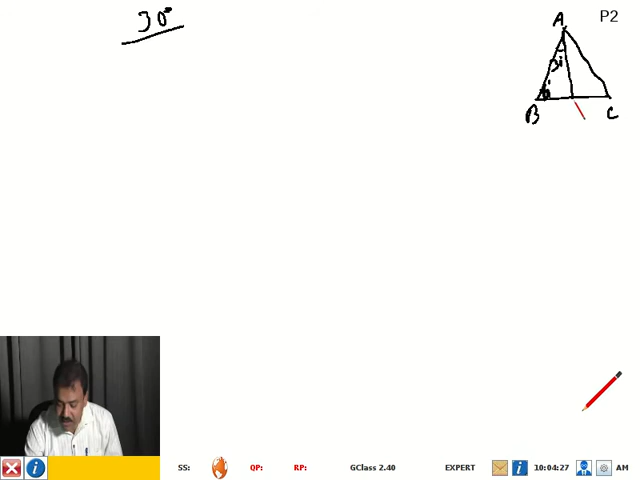 30°
A
P2
B
C
SS:
QP:
RP:
GClass 2.40
EXPERT
10:04:27
AM